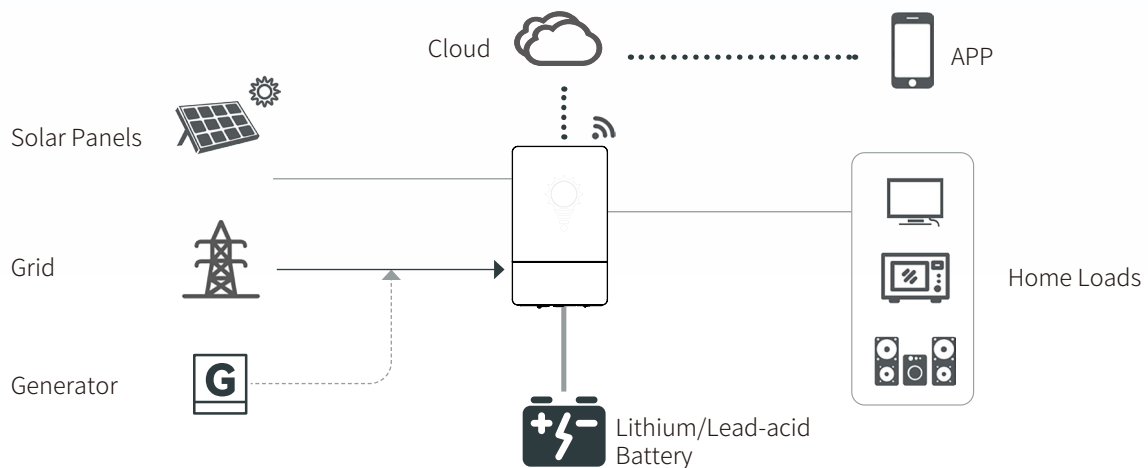 Cloud
APP
Solar Panels
Grid
Home Loads
Generator
G
Lithium/Lead-acid
Battery